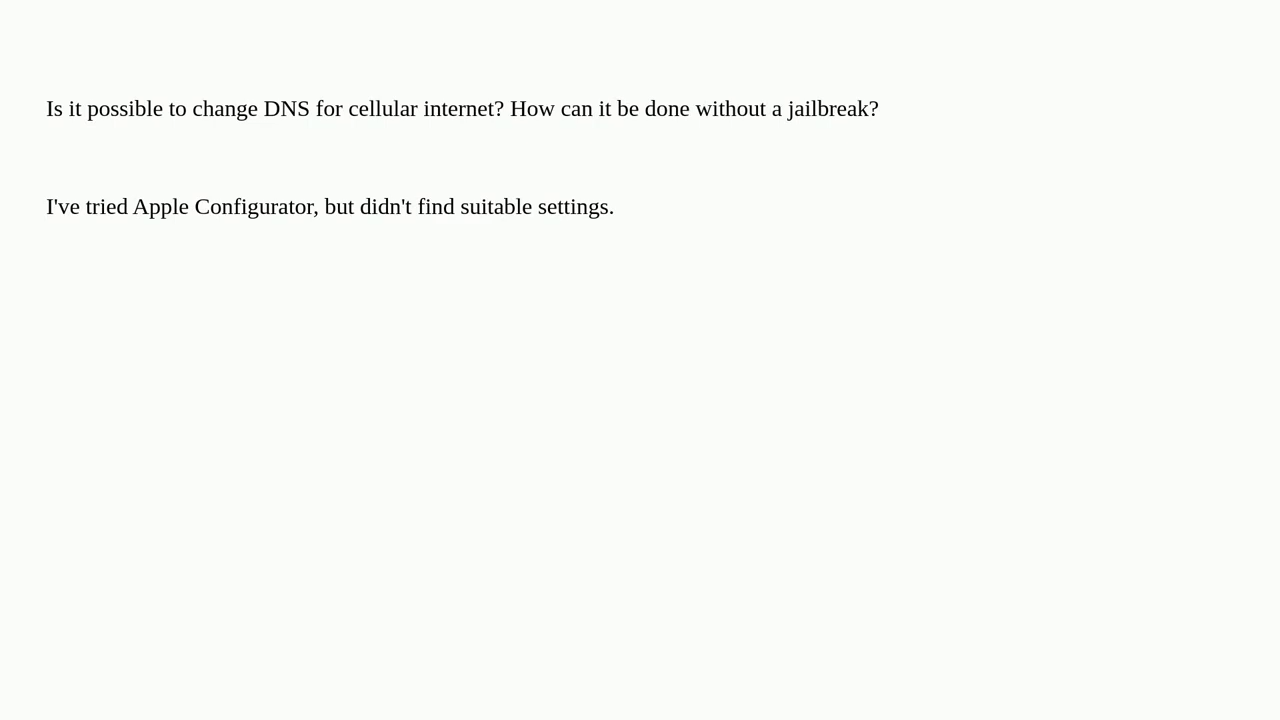 Is it possible to change DNS for cellular internet? How can it be done without a jailbreak?
I've tried Apple Configurator, but didn't find suitable settings.